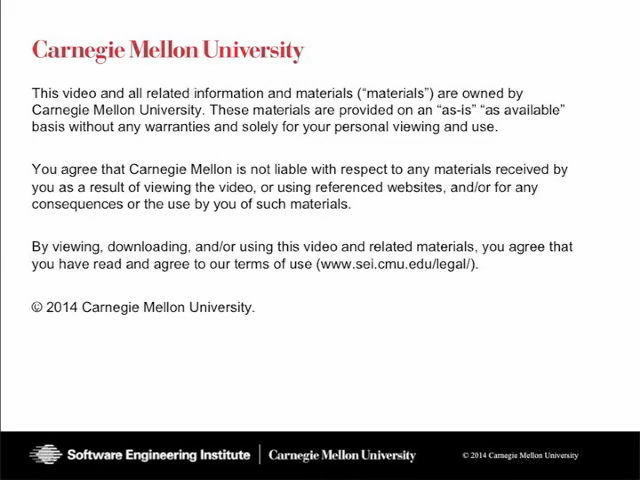 Carnegie Mellon University
This video and all related information and materials (“materials”) are owned by
Carnegie Mellon University. These materials are provided on an “as-is” “as available”
basis without any warranties and solely for your personal viewing and use.
You agree that Carnegie Mellon is not liable with respect to any materials received by
you as a result of viewing the video, or using referenced websites, and/or for any
consequences or the use by you of such materials.
By viewing, downloading, and/or using this video and related materials, you agree that
you have read and agree to our terms of use (www.sei.cmu.edu/legal/).
© 2014 Carnegie Mellon University.
Software Engineering Institute | Carnegie Mellon University © 2014 Carnegie Mellon University